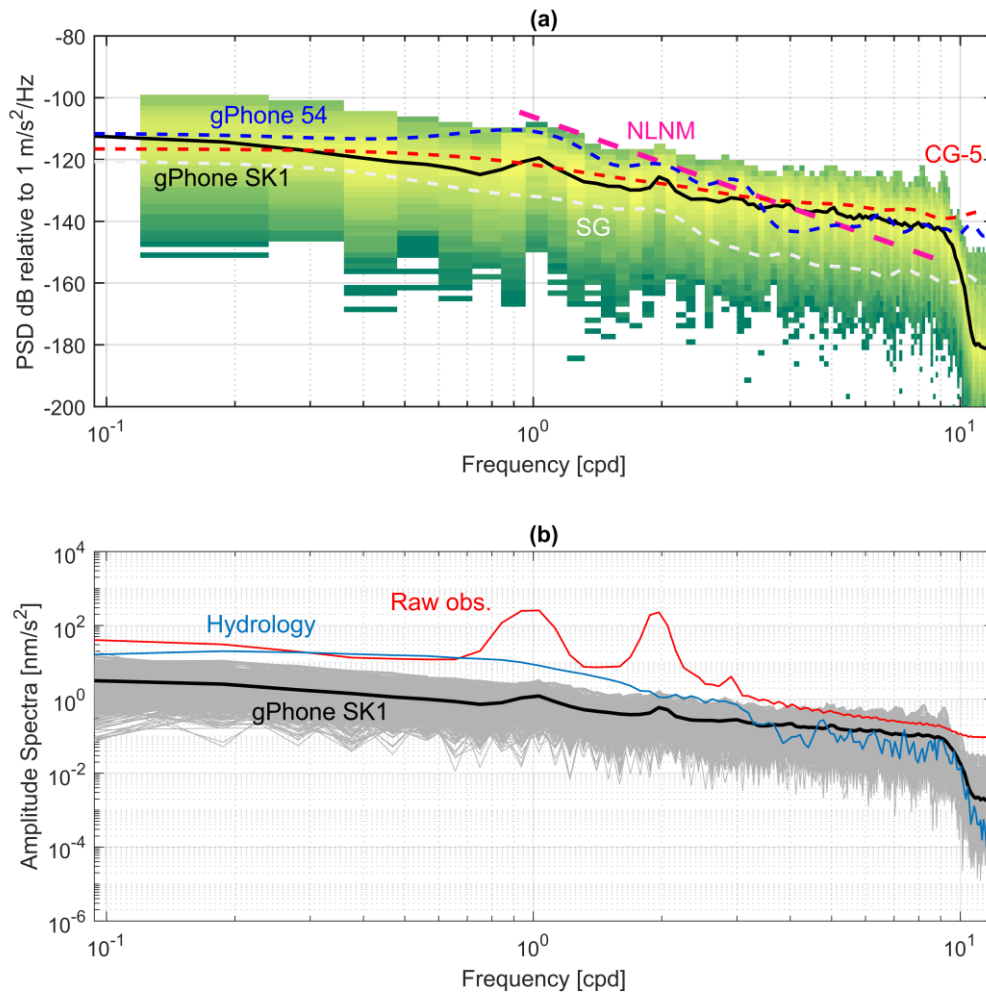 (a)
PSD dB relative to 1 m/s²/Hz
-80
-100
-120
-140
-160
-180
-200
gPhone 54
NLNM
CG-5
gPhone SK1
SG
10⁻¹
10⁰
10¹
Frequency [cpd]
(b)
Amplitude Spectra [nm/s²]
10⁴
10²
10⁰
10⁻²
10⁻⁴
10⁻⁶
Raw obs.
Hydrology
gPhone SK1
10⁻¹
10⁰
10¹
Frequency [cpd]